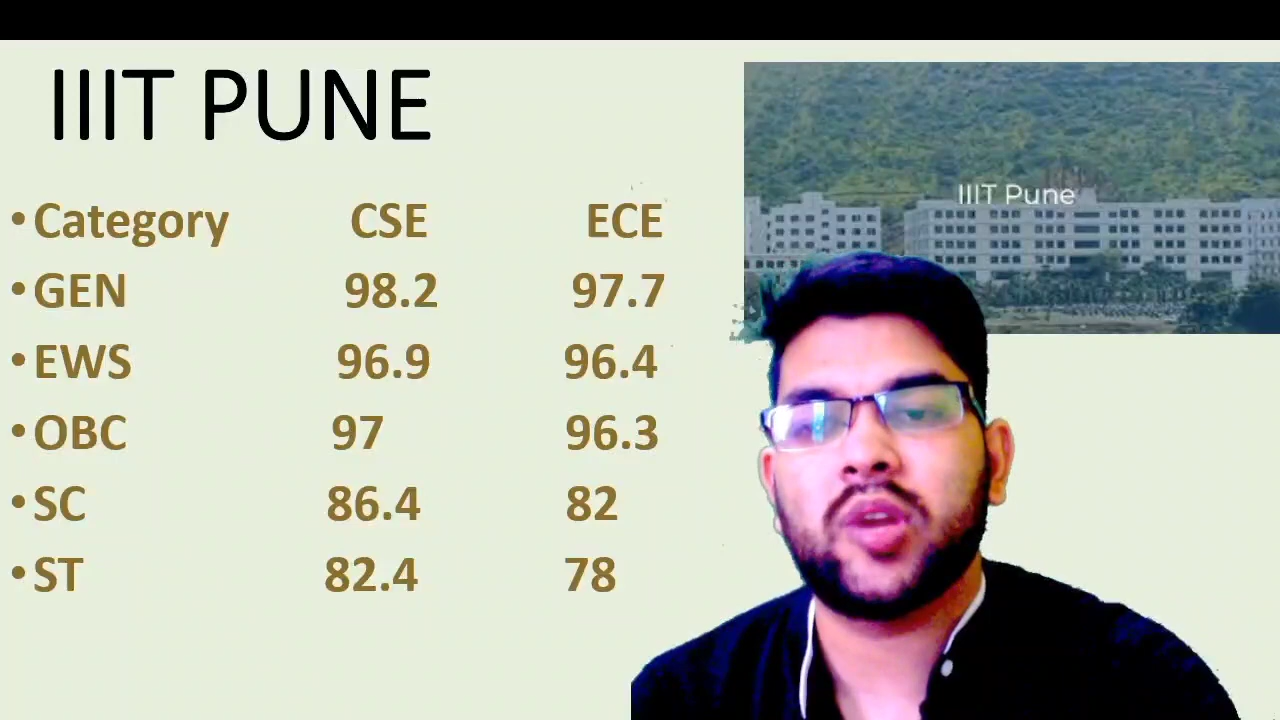 IIIT PUNE
IIIT Pune
• Category CSE ECE
• GEN 98.2 97.7
• EWS 96.9 96.4
• OBC 97 96.3
• SC 86.4 82
• ST 82.4 78